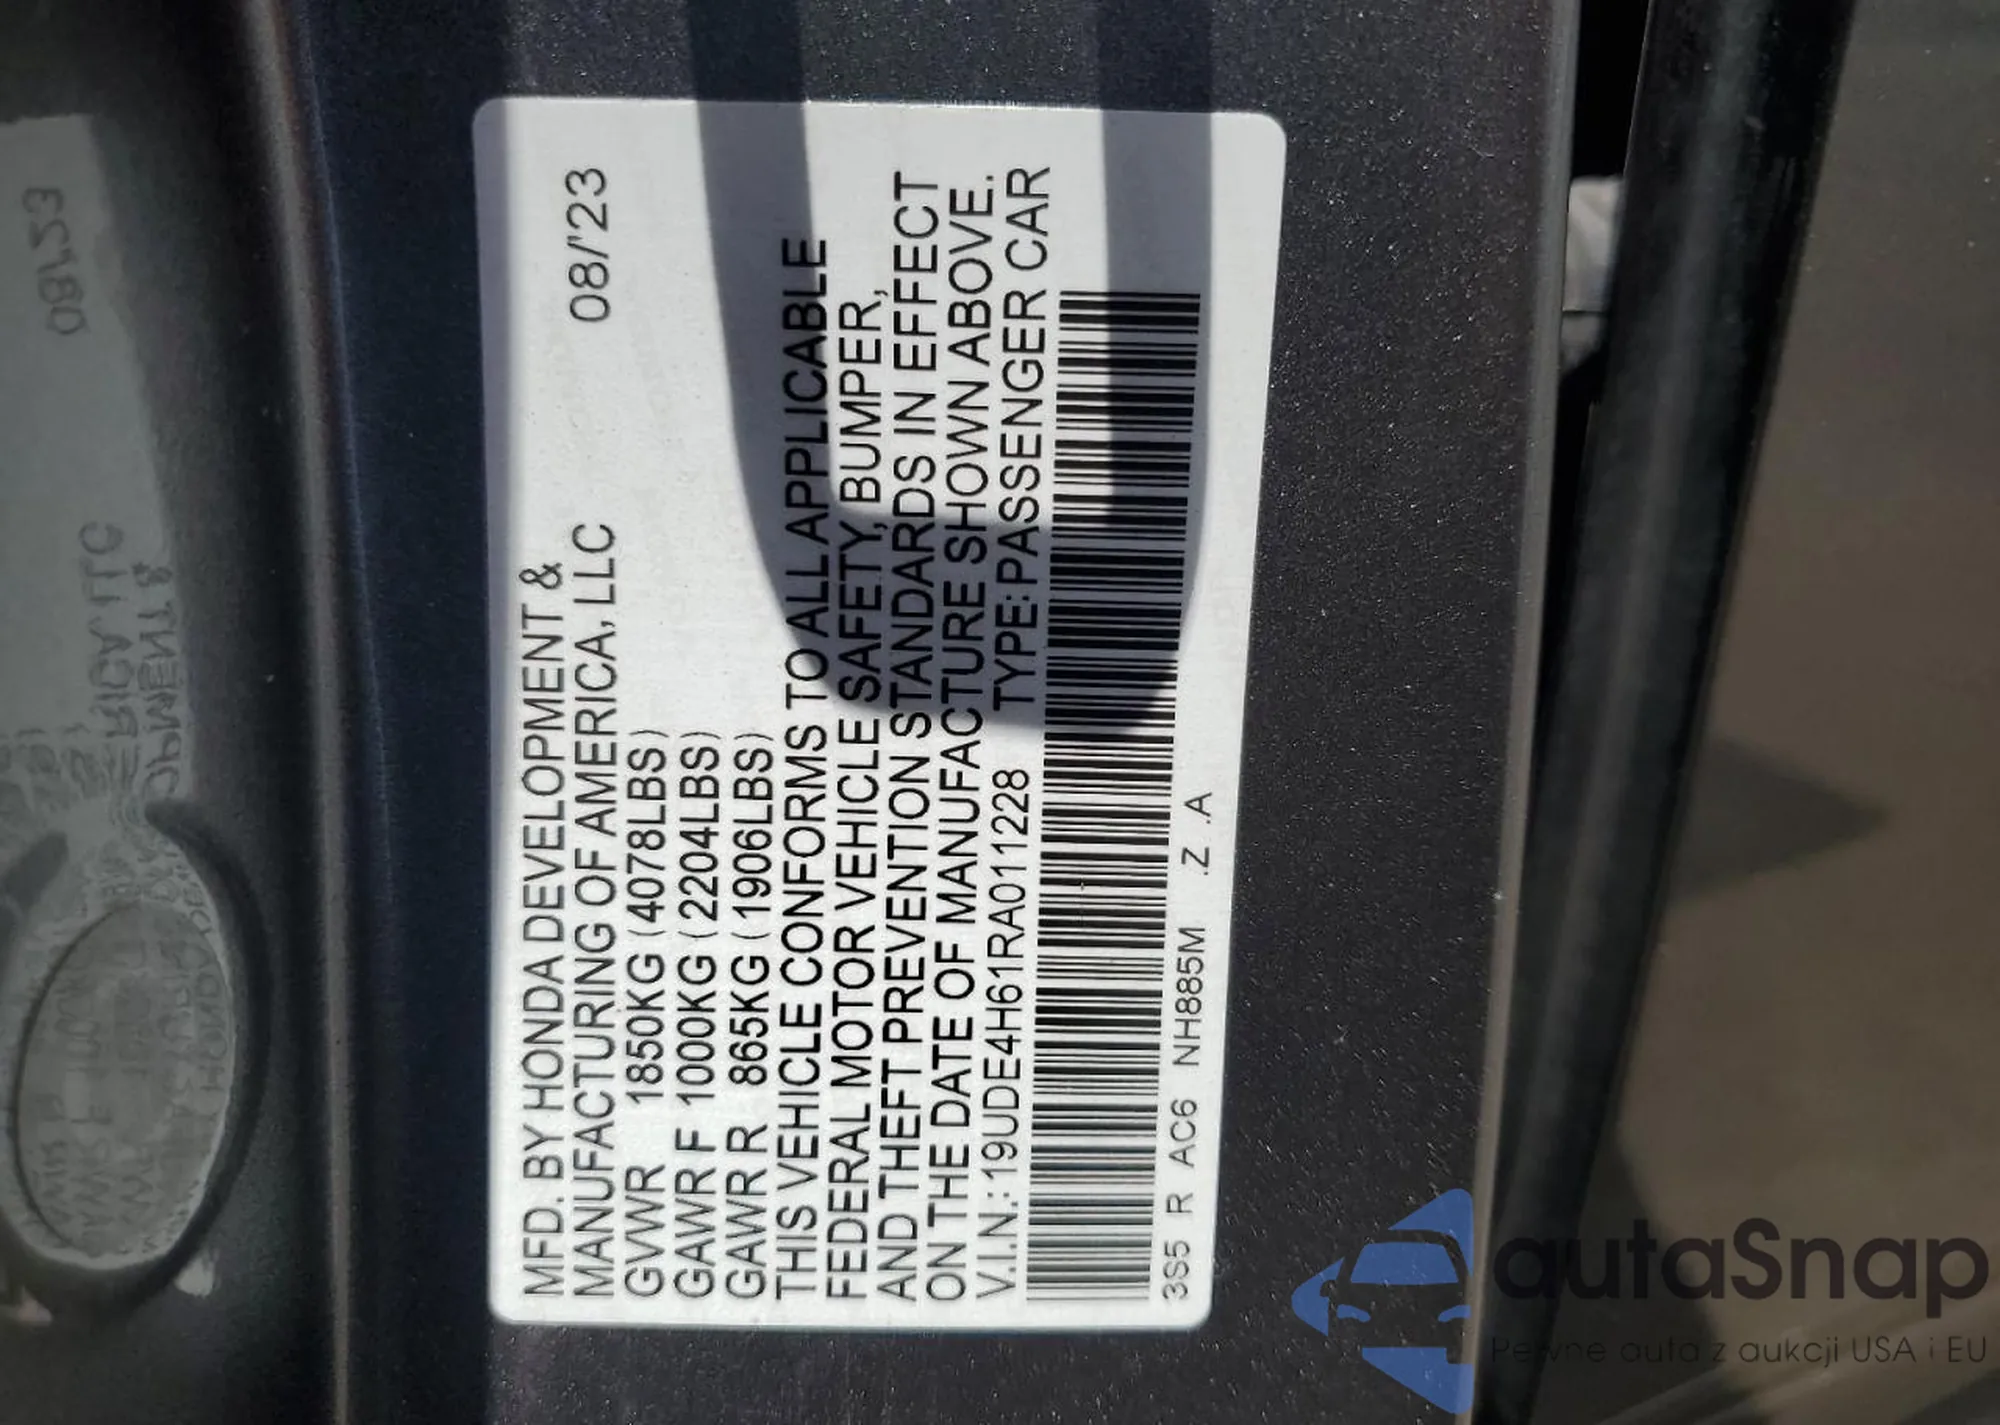 MFD. BY HONDA DEVELOPMENT &
MANUFACTURING OF AMERICA, LLC 08/'23
GVWR 1850KG (4078LBS)
GAWR F 1000KG (2204LBS)
GAWR R 865KG (1906LBS)
THIS VEHICLE CONFORMS TO ALL APPLICABLE
FEDERAL MOTOR VEHICLE SAFETY, BUMPER,
AND THEFT PREVENTION STANDARDS IN EFFECT
ON THE DATE OF MANUFACTURE SHOWN ABOVE.
V.I.N.: 19UDE4H61RA011228 TYPE: PASSENGER CAR
3S5 R AC6 NH885M .Z .A
autaSnap
Pewne auta z aukcji USA i EU